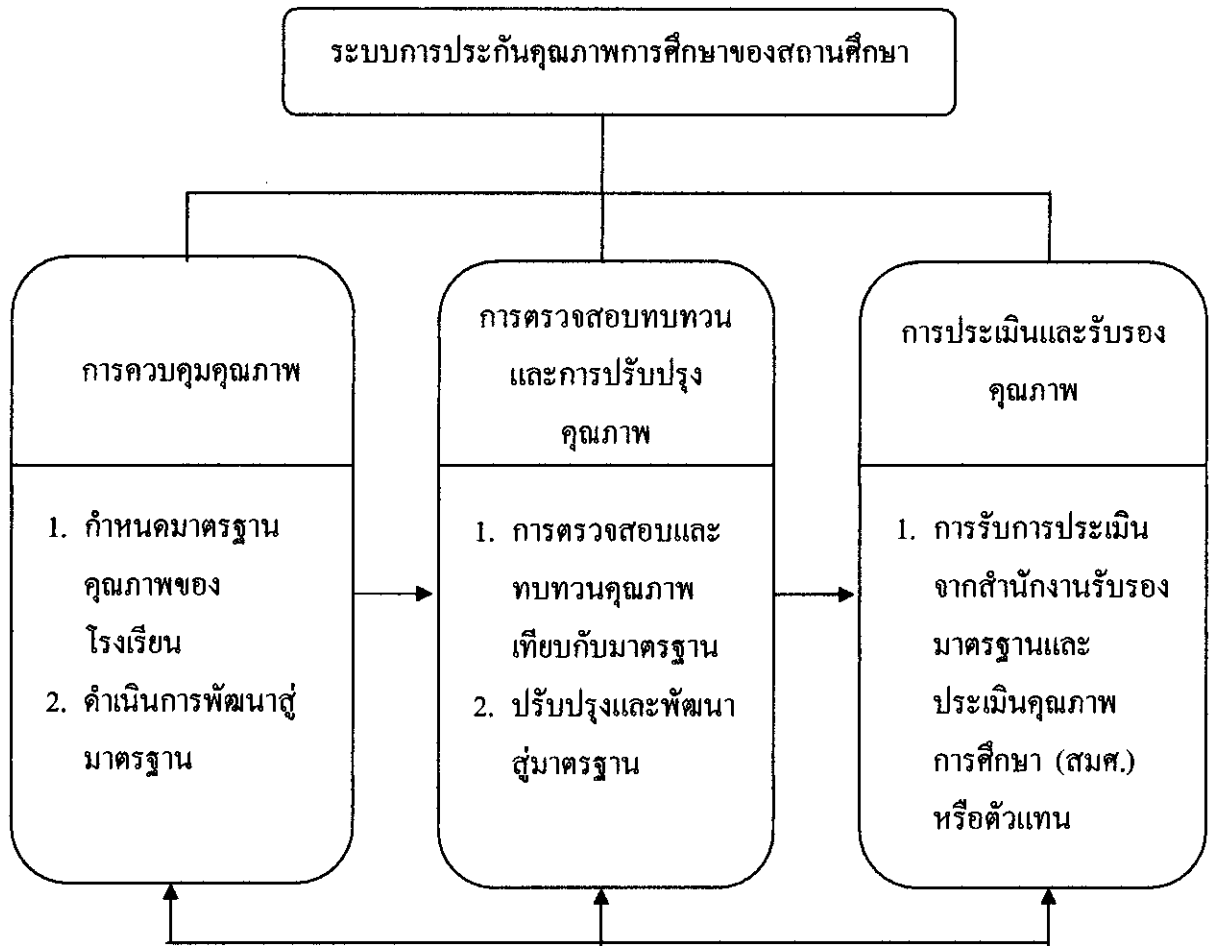 ระบบการประกันคุณภาพการศึกษาของสถานศึกษา
การควบคุมคุณภาพ
1. กำหนดมาตรฐาน
คุณภาพของ
โรงเรียน
2. ดำเนินการพัฒนาสู่
มาตรฐาน
การตรวจสอบทบทวน
และการปรับปรุง
คุณภาพ
1. การตรวจสอบและ
ทบทวนคุณภาพ
เทียบกับมาตรฐาน
2. ปรับปรุงและพัฒนา
สู่มาตรฐาน
การประเมินและรับรอง
คุณภาพ
1. การรับการประเมิน
จากสำนักงานรับรอง
มาตรฐานและ
ประเมินคุณภาพ
การศึกษา (สมศ.)
หรือตัวแทน